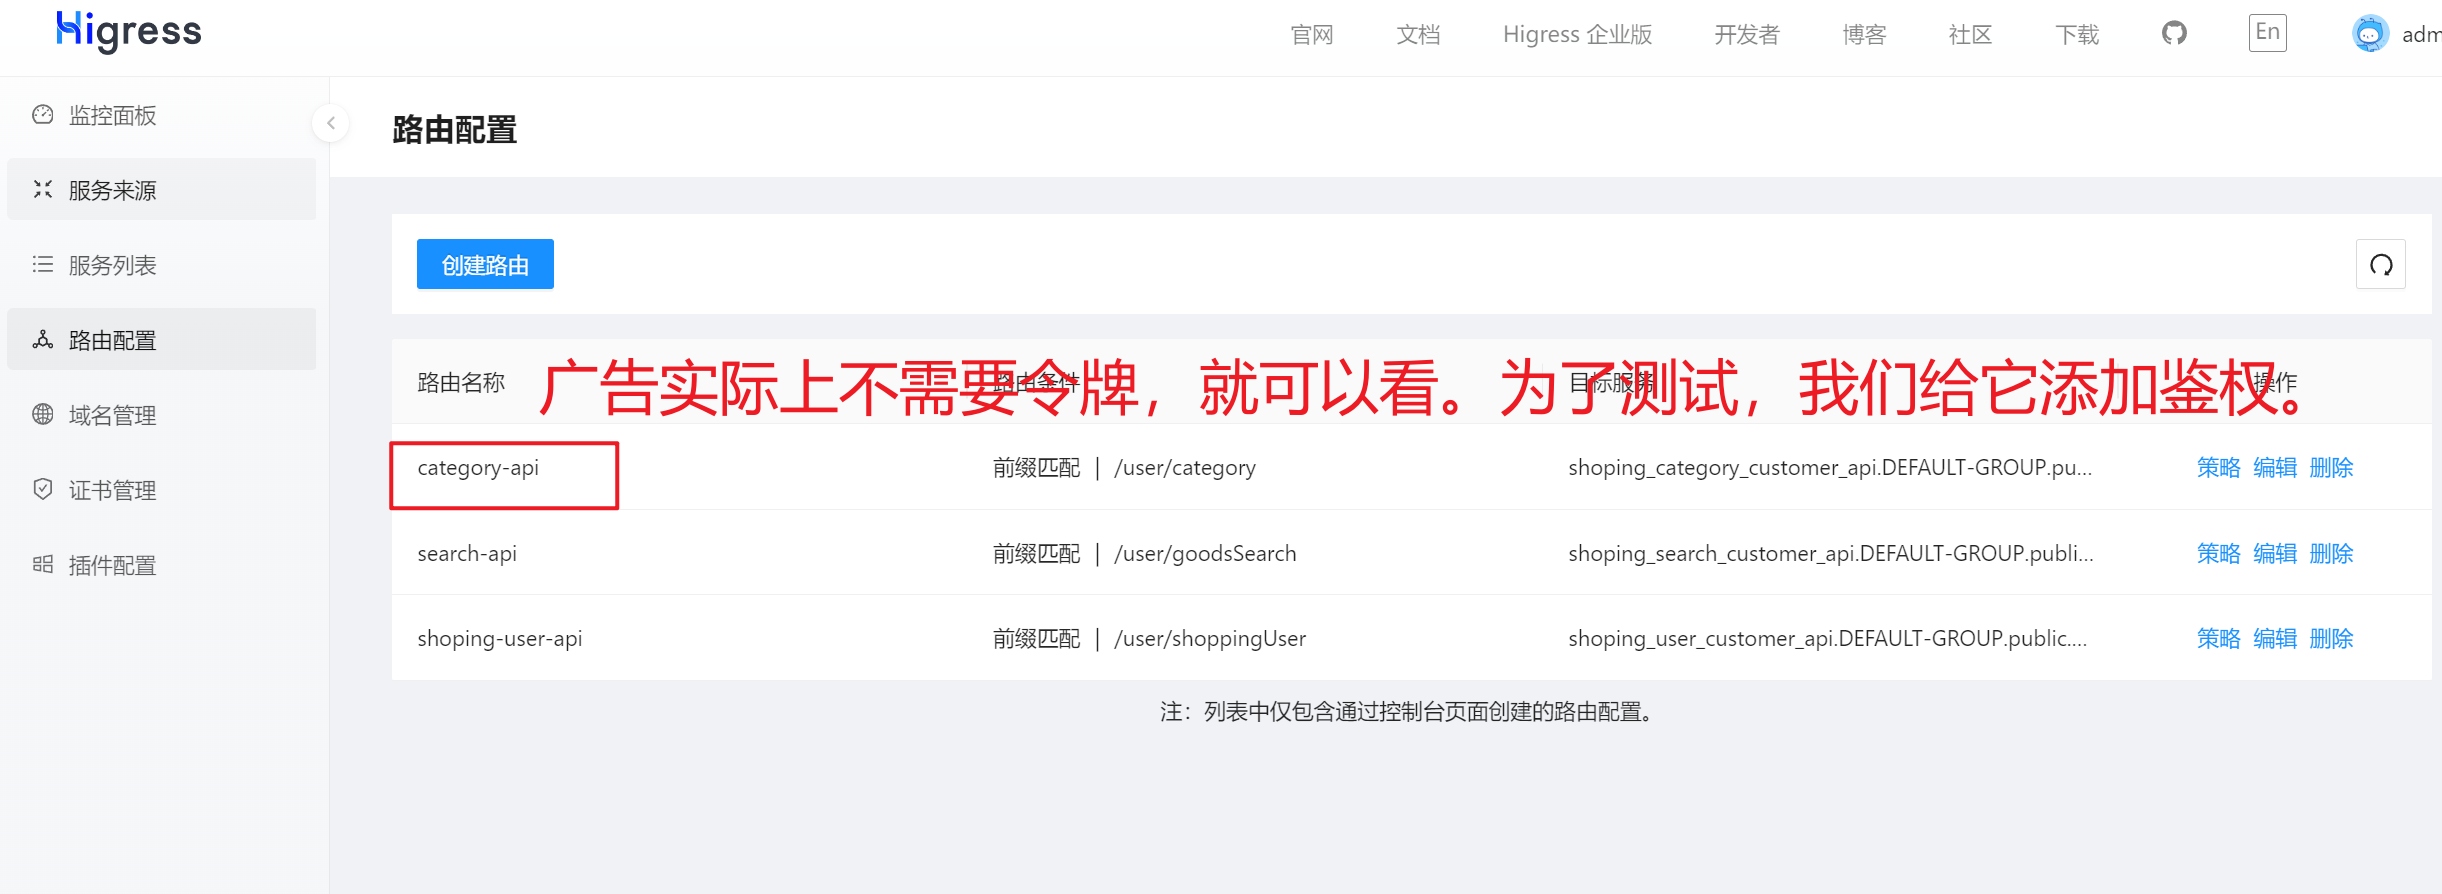 Higress
官网 文档 Higress 企业版 开发者 博客 社区 下载 En adm
监控面板
服务来源
服务列表
路由配置
域名管理
证书管理
插件配置
路由配置
创建路由
路由名称 路由条件 目标服务 操作
广告实际上不需要令牌，就可以看。为了测试，我们给它添加鉴权。
category-api 前缀匹配 | /user/category shoping_category_customer_api.DEFAULT-GROUP.pu... 策略 编辑 删除
search-api 前缀匹配 | /user/goodsSearch shoping_search_customer_api.DEFAULT-GROUP.publi... 策略 编辑 删除
shoping-user-api 前缀匹配 | /user/shoppingUser shoping_user_customer_api.DEFAULT-GROUP.public.... 策略 编辑 删除
注：列表中仅包含通过控制台页面创建的路由配置。